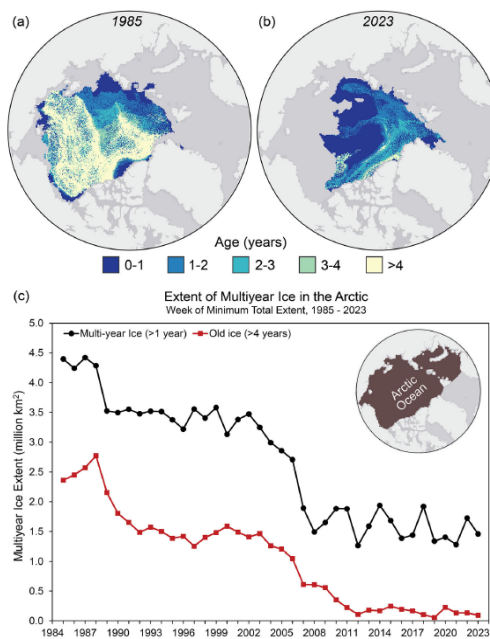 (a)
1985
(b)
2023
Age (years)
0-1
1-2
2-3
3-4
>4
(c)
Extent of Multiyear Ice in the Arctic
Week of Minimum Total Extent, 1985 - 2023
Multi-year Ice (>1 year)
Old ice (>4 years)
Arctic
Ocean
Multiyear Ice Extent (million km²)
5.0
4.5
4.0
3.5
3.0
2.5
2.0
1.5
1.0
0.5
0.0
1984 1987 1990 1993 1996 1999 2002 2005 2008 2011 2014 2017 2020 2023